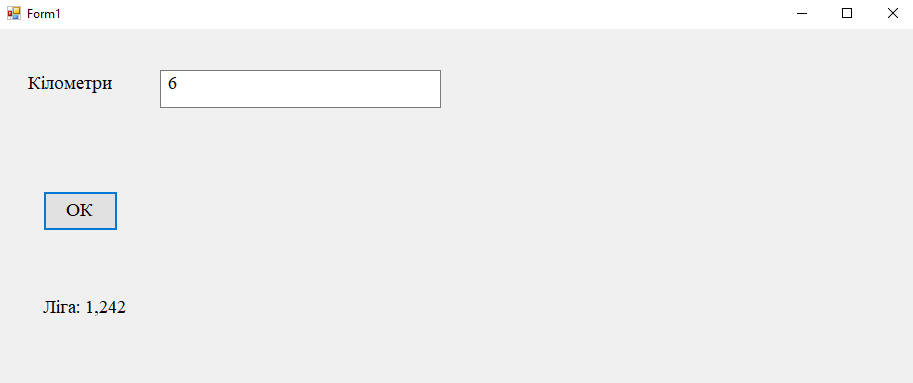 Form1
Кілометри
6
OK
Ліга: 1,242